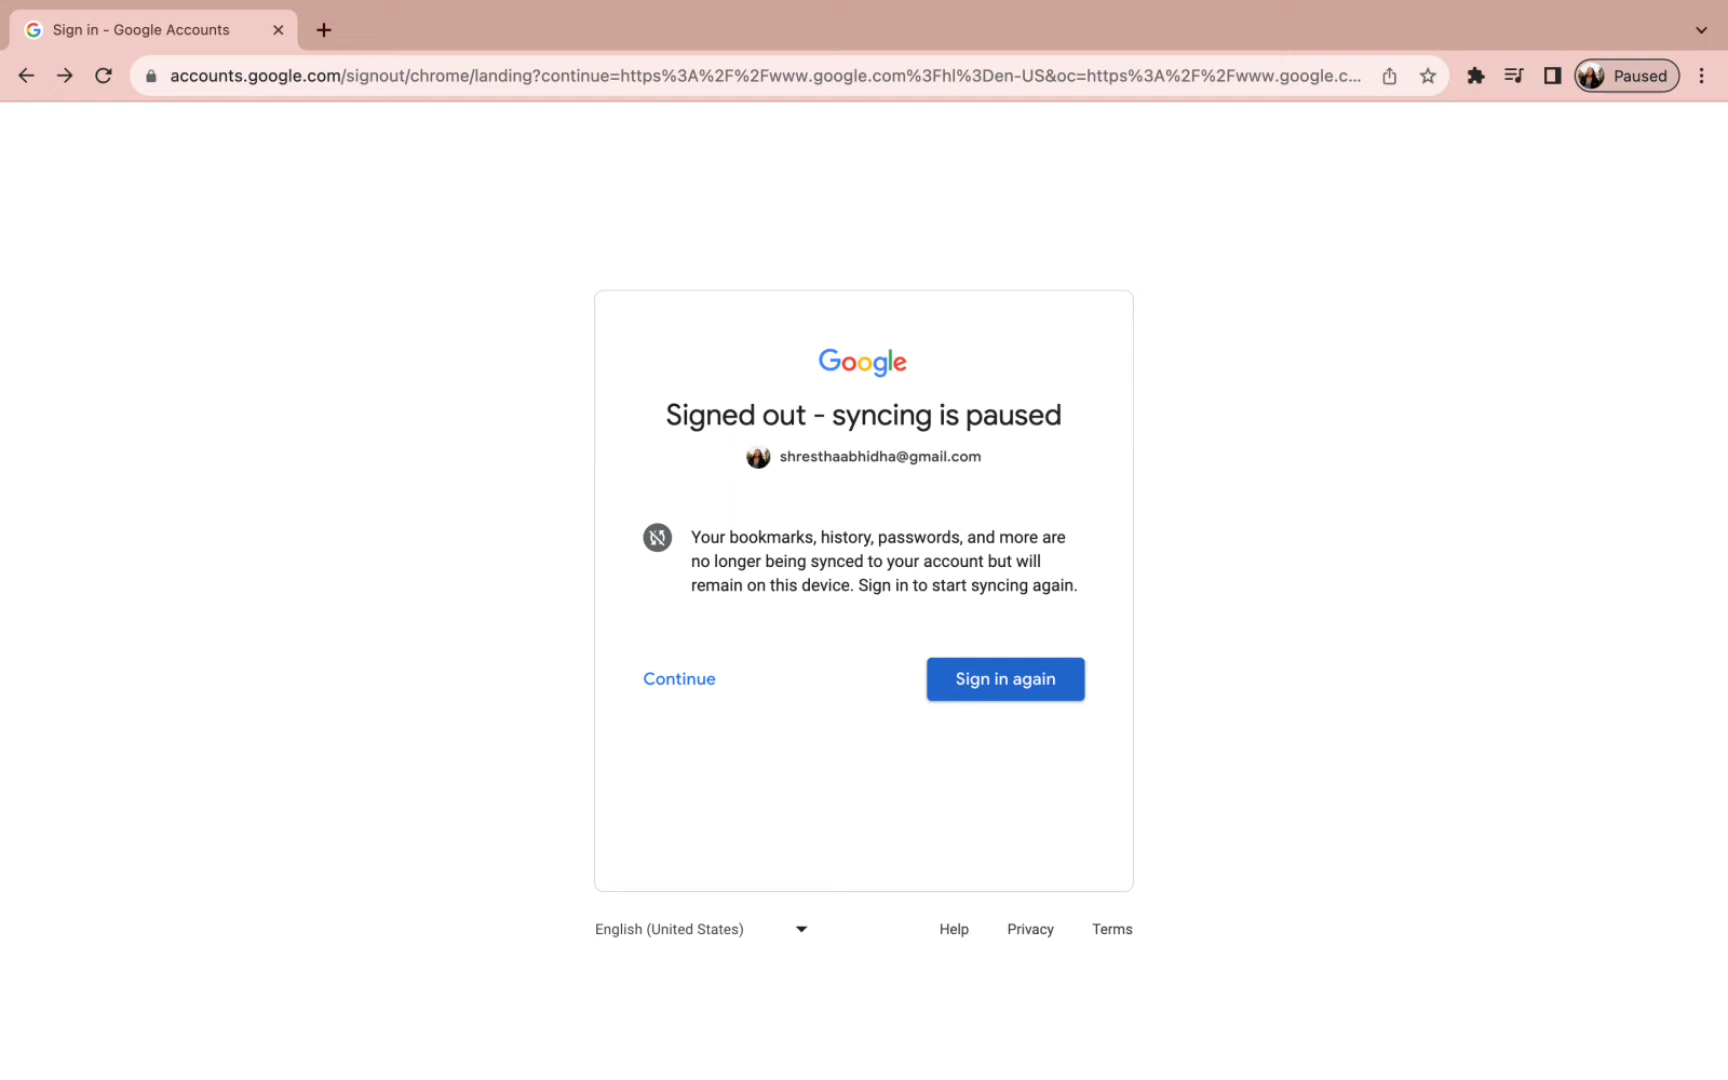 Sign in - Google Accounts
accounts.google.com/signout/chrome/landing?continue=https%3A%2F%2Fwww.google.com%3Fhl%3Den-US&oc=https%3A%2F%2Fwww.google.c...
Paused
Google
Signed out - syncing is paused
shresthaabhidha@gmail.com
Your bookmarks, history, passwords, and more are
no longer being synced to your account but will
remain on this device. Sign in to start syncing again.
Continue
Sign in again
English (United States)
Help
Privacy
Terms